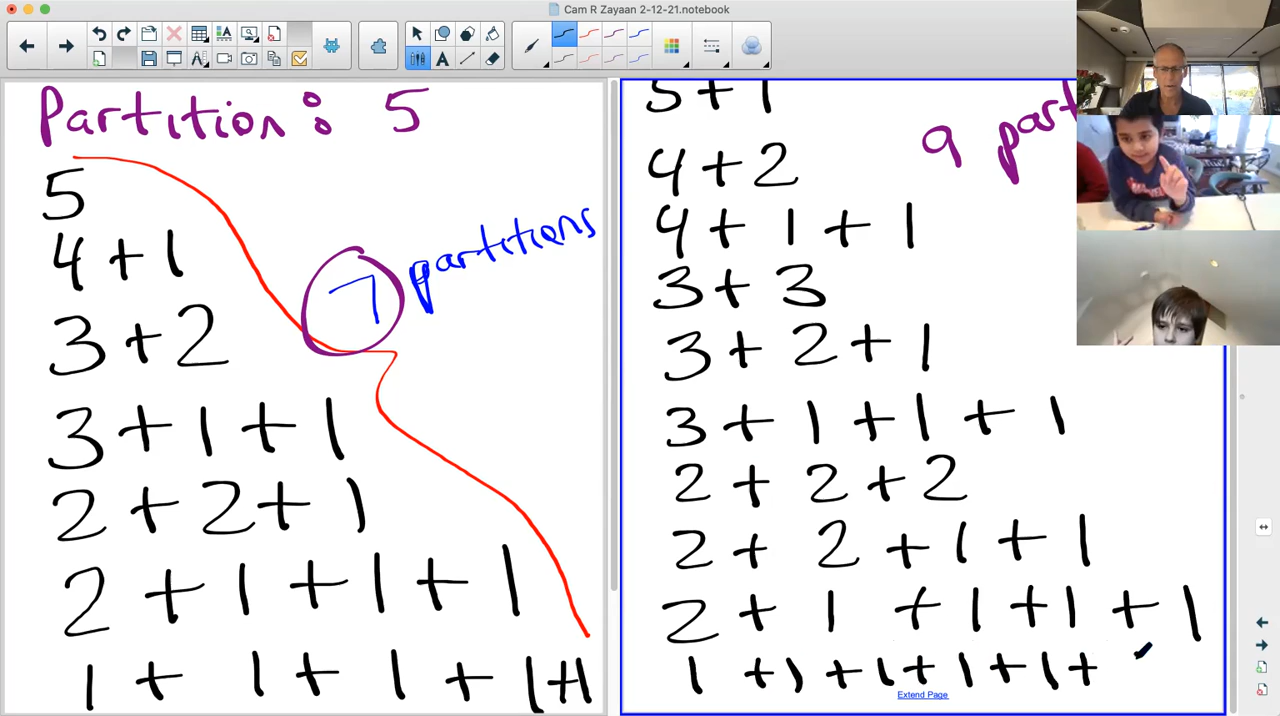 Cam R Zayaan 2-12-21.notebook
Partition: 5
5
4 + 1
3 + 2
3 + 1 + 1
2 + 2 + 1
2 + 1 + 1 + 1
1 + 1 + 1 + 1 + 1
7 partitions
5 + 1
4 + 2
4 + 1 + 1
3 + 3
3 + 2 + 1
3 + 1 + 1 + 1
2 + 2 + 2
2 + 2 + 1 + 1
2 + 1 + 1 + 1 + 1
1 + 1 + 1 + 1 + 1 +
9 part
Extend Page